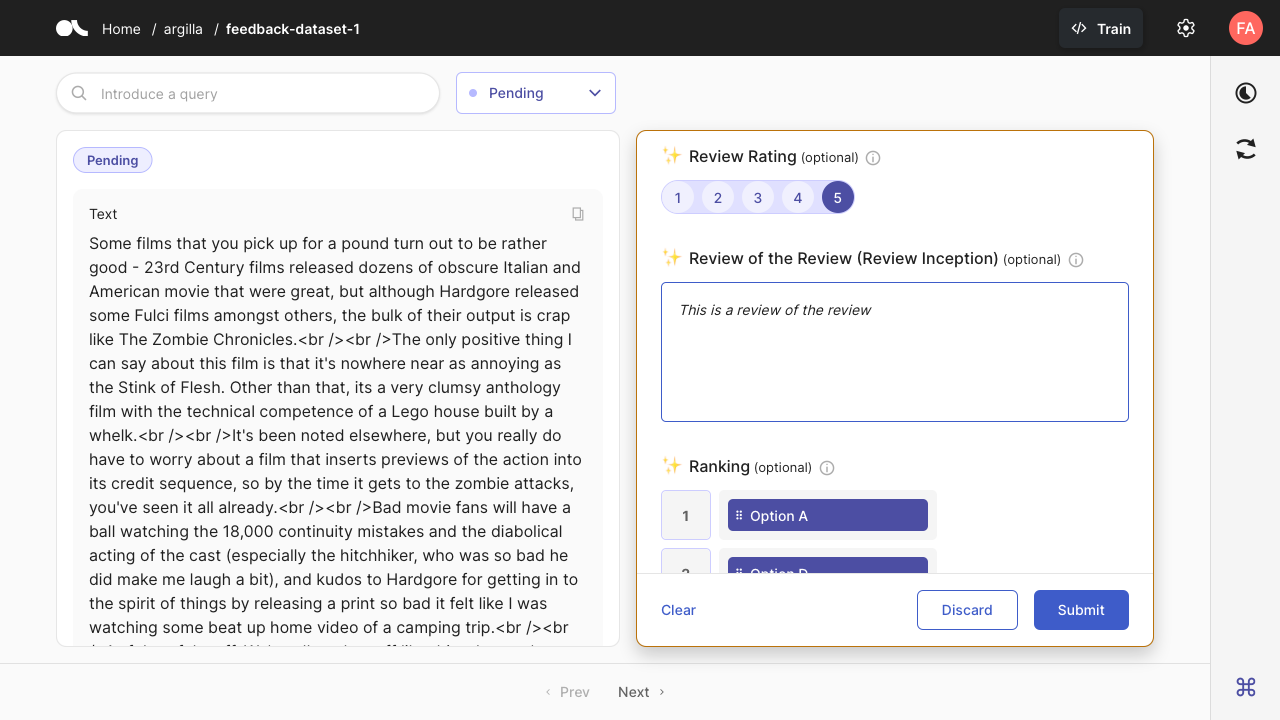 Home / argilla / feedback-dataset-1
Train
FA
Introduce a query
Pending
Pending
Text
Some films that you pick up for a pound turn out to be rather
good - 23rd Century films released dozens of obscure Italian and
American movie that were great, but although Hardgore released
some Fulci films amongst others, the bulk of their output is crap
like The Zombie Chronicles.<br /><br />The only positive thing I
can say about this film is that it's nowhere near as annoying as
the Stink of Flesh. Other than that, its a very clumsy anthology
film with the technical competence of a Lego house built by a
whelk.<br /><br />It's been noted elsewhere, but you really do
have to worry about a film that inserts previews of the action into
its credit sequence, so by the time it gets to the zombie attacks,
you've seen it all already.<br /><br />Bad movie fans will have a
ball watching the 18,000 continuity mistakes and the diabolical
acting of the cast (especially the hitchhiker, who was so bad he
did make me laugh a bit), and kudos to Hardgore for getting in to
the spirit of things by releasing a print so bad it felt like I was
watching some beat up home video of a camping trip.<br /><br
Review Rating (optional)
1 2 3 4 5
Review of the Review (Review Inception) (optional)
This is a review of the review
Ranking (optional)
1 Option A
2 Option D
Clear
Discard
Submit
Prev
Next